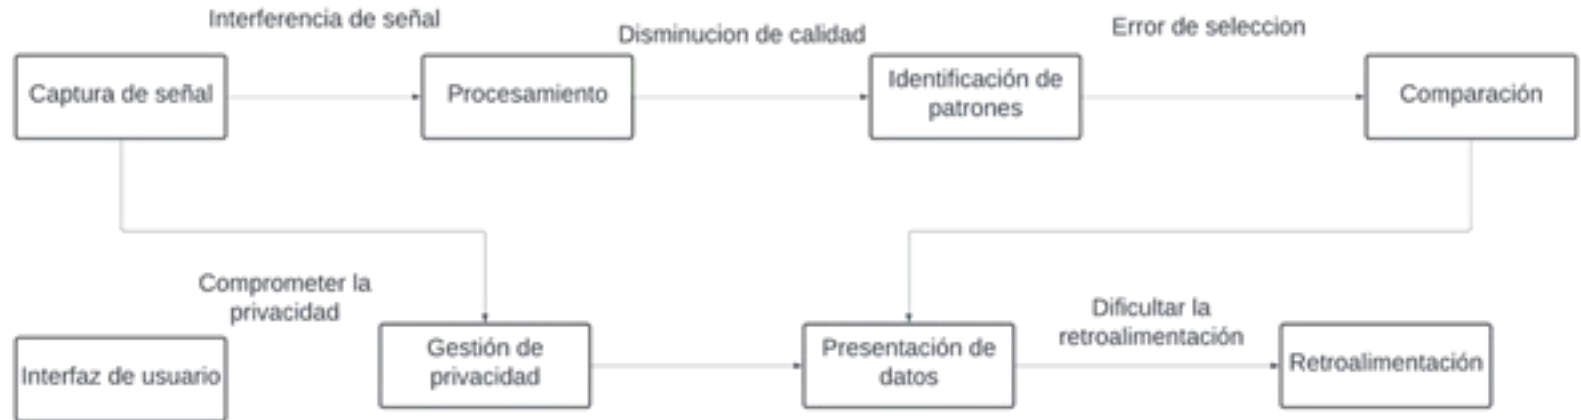 Interferencia de señal
Disminucion de calidad
Error de seleccion
Captura de señal
Procesamiento
Identificación de
patrones
Comparación
Comprometer la
privacidad
Dificultar la
retroalimentación
Interfaz de usuario
Gestión de
privacidad
Presentación de
datos
Retroalimentación